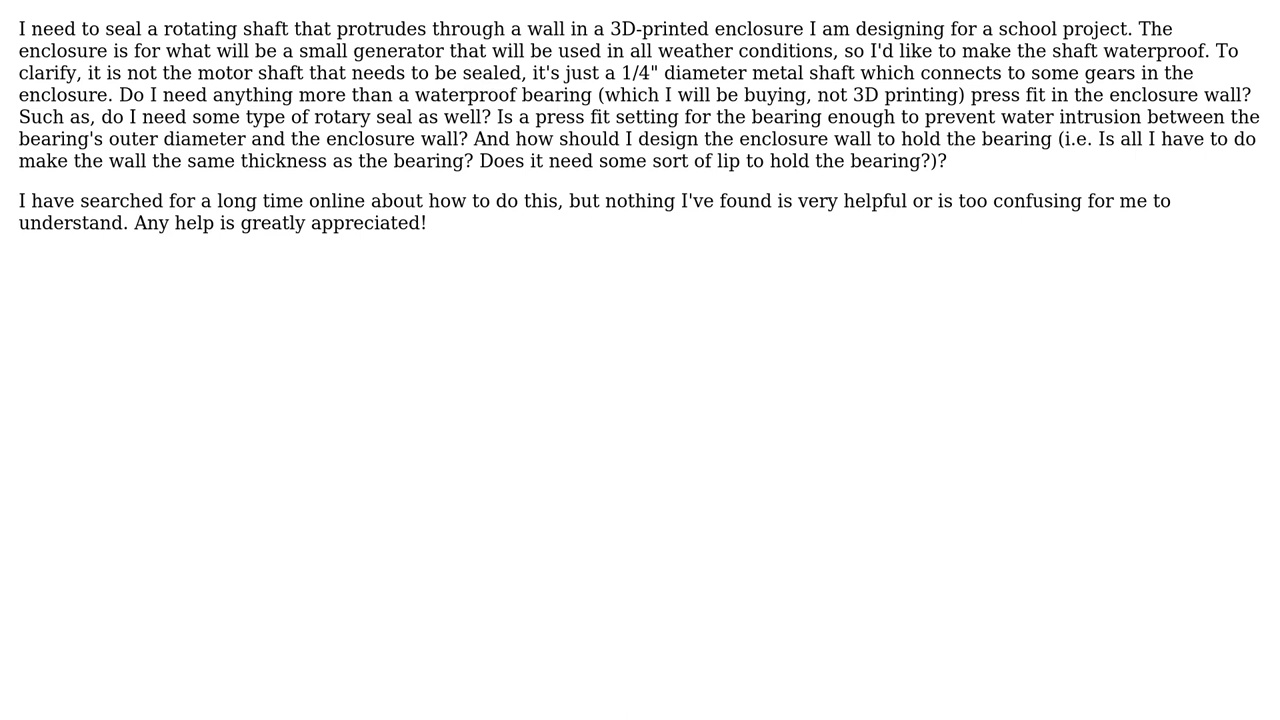 I need to seal a rotating shaft that protrudes through a wall in a 3D-printed enclosure I am designing for a school project. The
enclosure is for what will be a small generator that will be used in all weather conditions, so I'd like to make the shaft waterproof. To
clarify, it is not the motor shaft that needs to be sealed, it's just a 1/4" diameter metal shaft which connects to some gears in the
enclosure. Do I need anything more than a waterproof bearing (which I will be buying, not 3D printing) press fit in the enclosure wall?
Such as, do I need some type of rotary seal as well? Is a press fit setting for the bearing enough to prevent water intrusion between the
bearing's outer diameter and the enclosure wall? And how should I design the enclosure wall to hold the bearing (i.e. Is all I have to do
make the wall the same thickness as the bearing? Does it need some sort of lip to hold the bearing?)?
I have searched for a long time online about how to do this, but nothing I've found is very helpful or is too confusing for me to
understand. Any help is greatly appreciated!